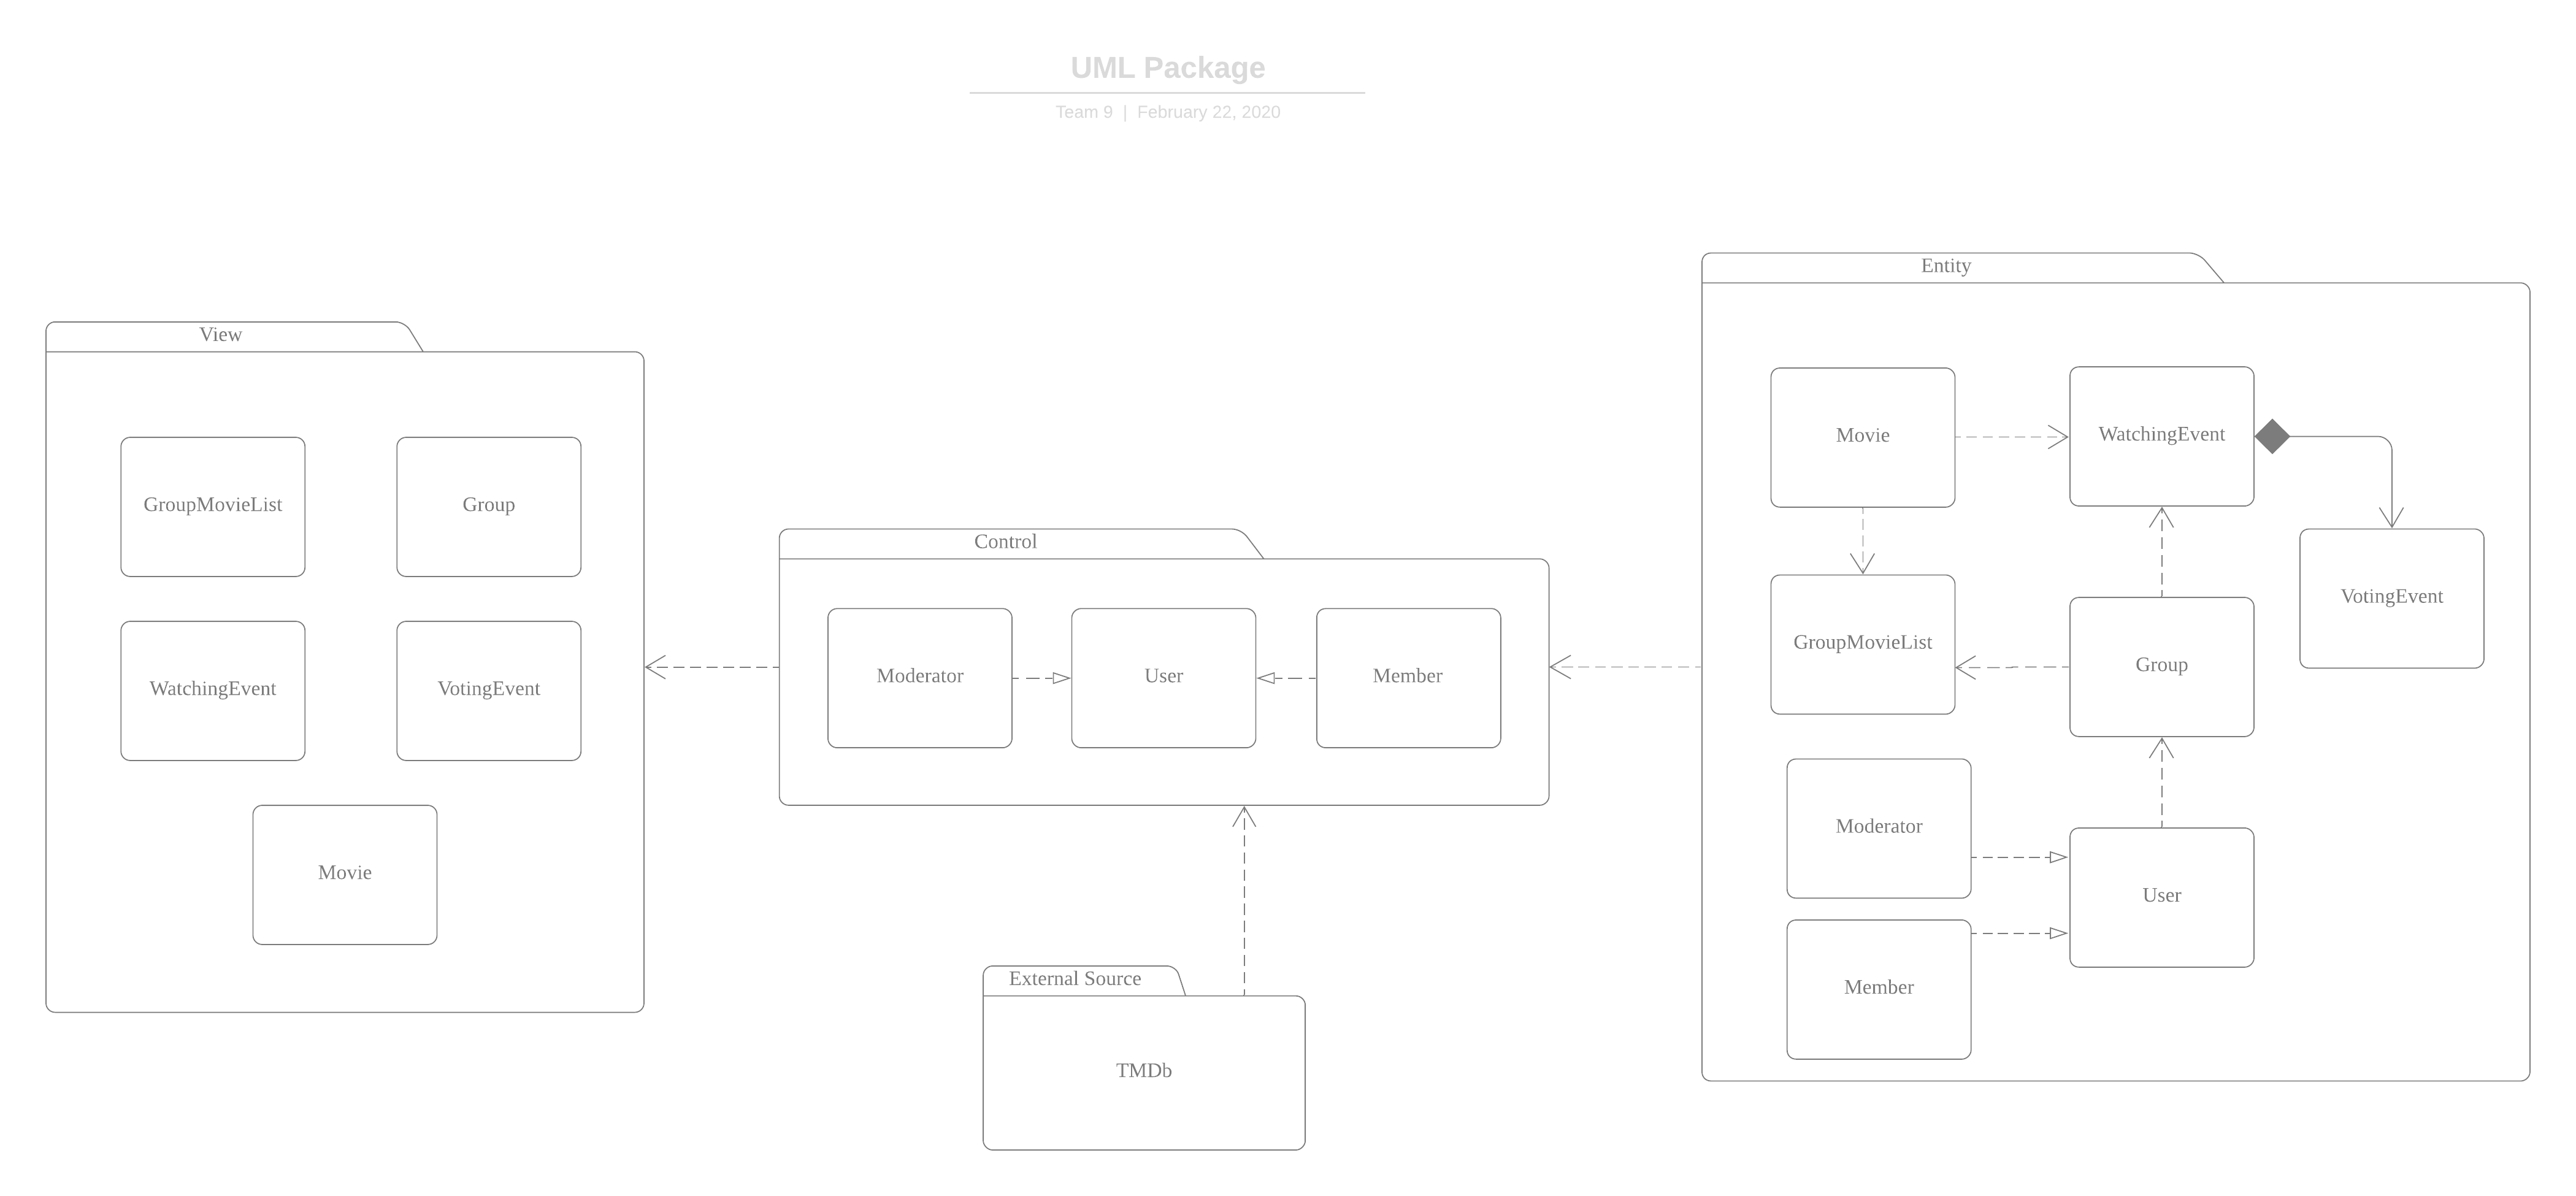 UML Package
Team 9 | February 22, 2020
View
GroupMovieList
Group
WatchingEvent
VotingEvent
Movie
Control
Moderator
User
Member
External Source
TMDb
Entity
Movie
WatchingEvent
VotingEvent
GroupMovieList
Group
Moderator
User
Member